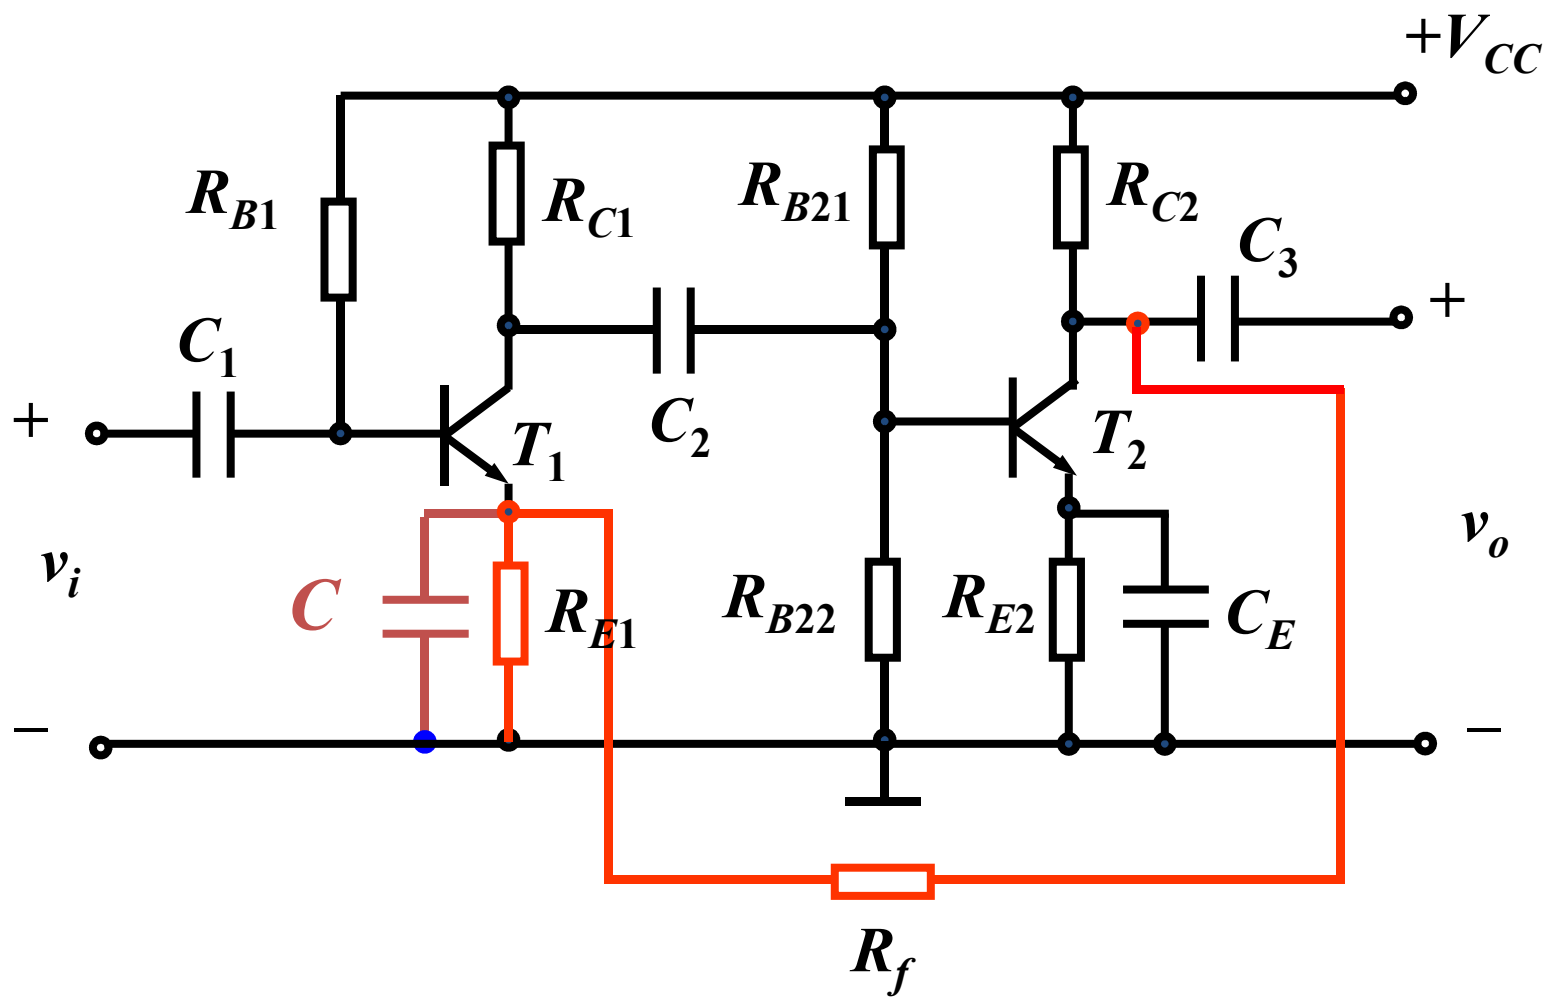 +V_CC
R_B1
R_C1
R_B21
R_C2
C_3
+
C_1
+
C_2
T_1
T_2
v_i
v_o
C
R_E1
R_B22
R_E2
C_E
–
–
R_f